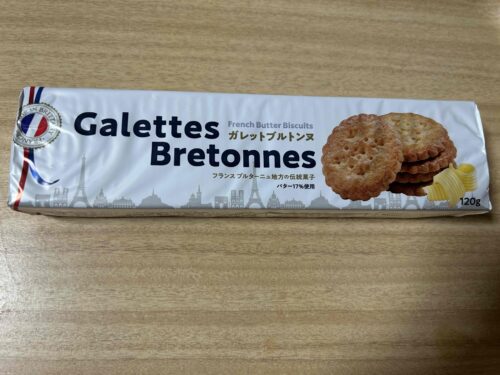 French Butter Biscuits
Galettes
ガレットブルトンヌ
Bretonnes
フランス ブルターニュ地方の伝統菓子
バター17%使用
120g